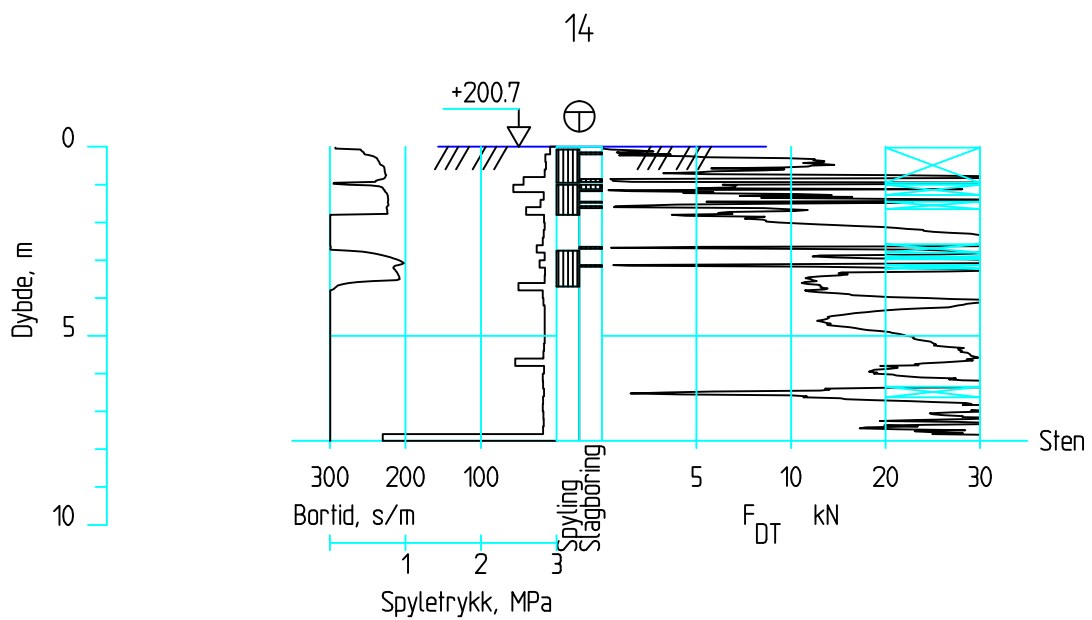 14
+200.7
0
5
10
Dybde, m
Sten
300 200 100 5 10 20 30
Bortid, s/m
Spyling
Slagboring
F DT kN
1 2 3
Spyletrykk, MPa